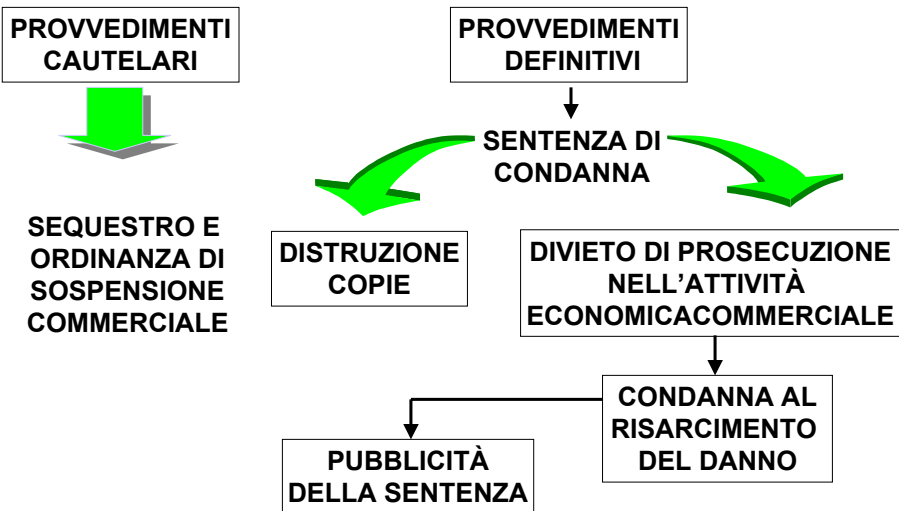 PROVVEDIMENTI
CAUTELARI
SEQUESTRO E
ORDINANZA DI
SOSPENSIONE
COMMERCIALE
PROVVEDIMENTI
DEFINITIVI
SENTENZA DI
CONDANNA
DISTRUZIONE
COPIE
DIVIETO DI PROSECUZIONE
NELL’ATTIVITÀ
ECONOMICACOMMERCIALE
CONDANNA AL
RISARCIMENTO
DEL DANNO
PUBBLICITÀ
DELLA SENTENZA